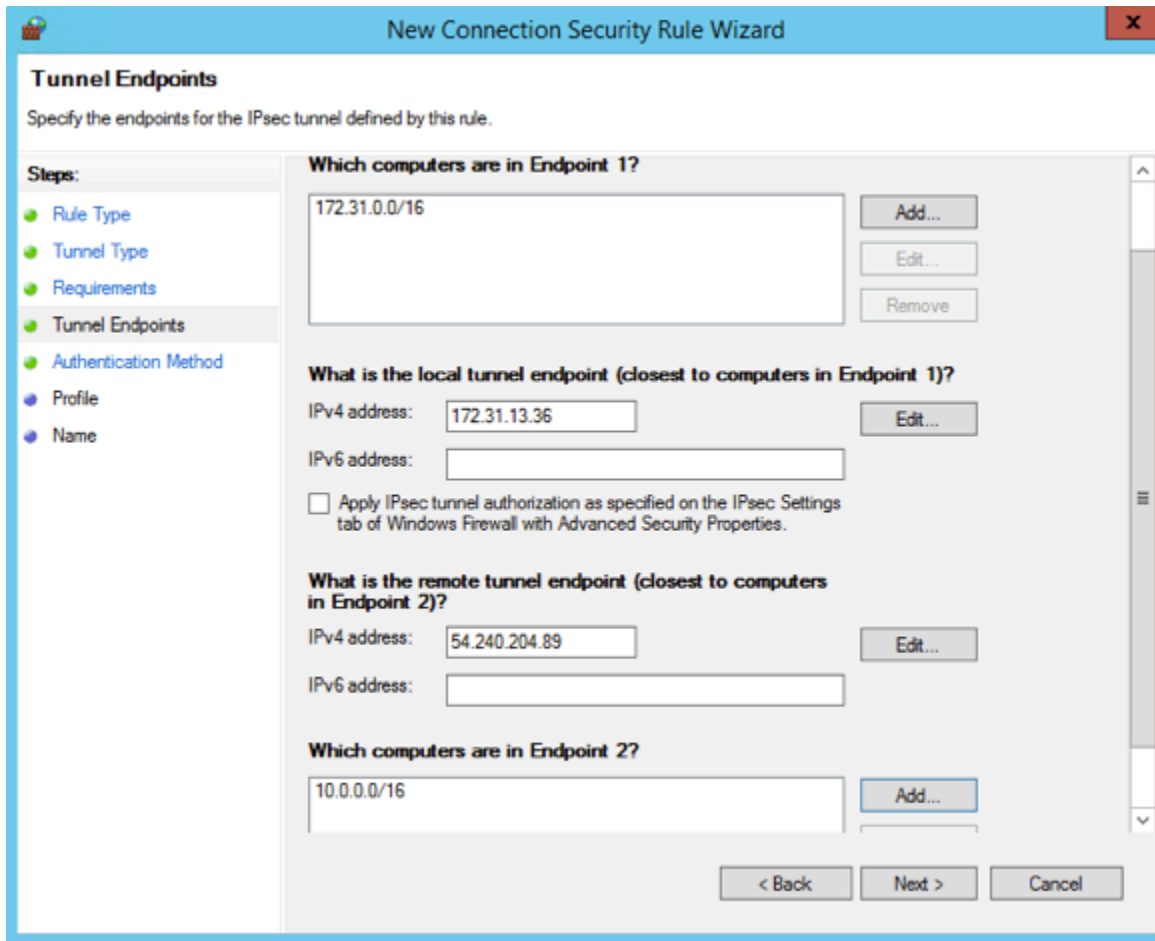 New Connection Security Rule Wizard
x
Tunnel Endpoints
Specify the endpoints for the IPsec tunnel defined by this rule.
Steps:
Rule Type
Tunnel Type
Requirements
Tunnel Endpoints
Authentication Method
Profile
Name
Which computers are in Endpoint 1?
172.31.0.0/16
Add...
Edit...
Remove
What is the local tunnel endpoint (closest to computers in Endpoint 1)?
IPv4 address:
172.31.13.36
Edit...
IPv6 address:
Apply IPsec tunnel authorization as specified on the IPsec Settings
tab of Windows Firewall with Advanced Security Properties.
What is the remote tunnel endpoint (closest to computers
in Endpoint 2)?
IPv4 address:
54.240.204.89
Edit...
IPv6 address:
Which computers are in Endpoint 2?
10.0.0.0/16
Add...
< Back
Next >
Cancel